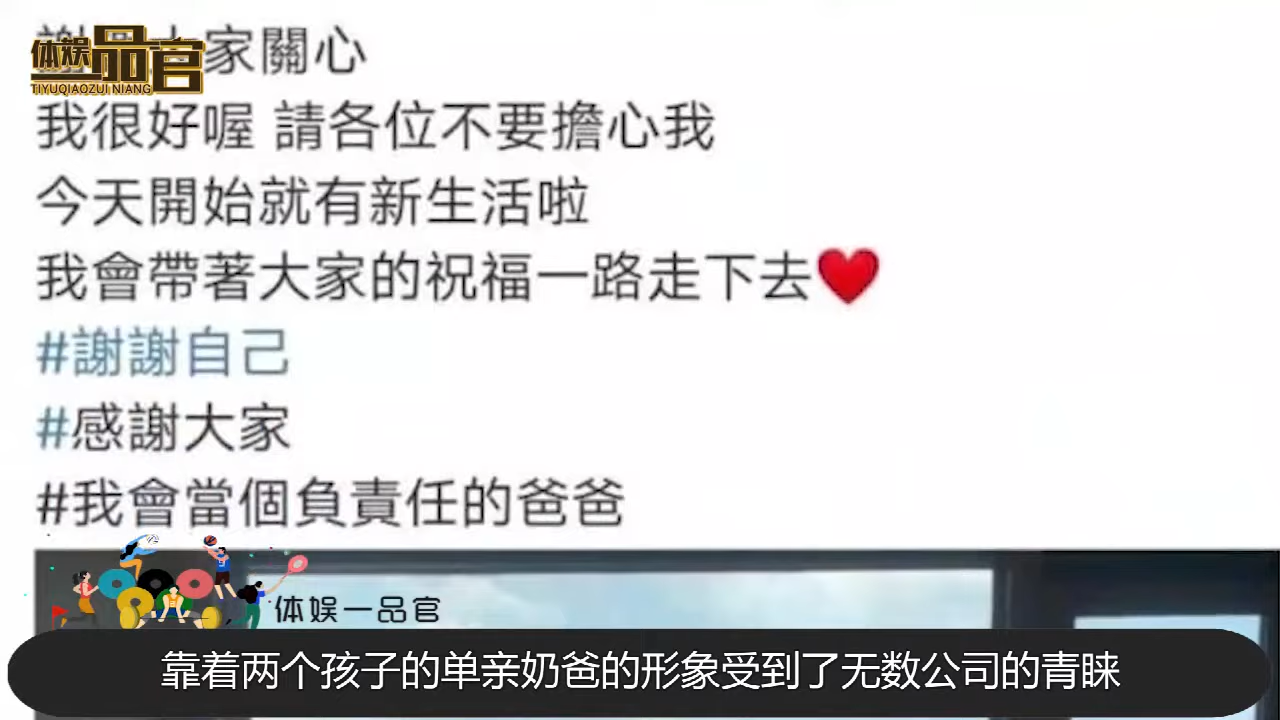 体娱一品官
TIYUQIAOZUI NIANG
大家關心
我很好喔 請各位不要擔心我
今天開始就有新生活啦
我會帶著大家的祝福一路走下去❤️
#謝謝自己
#感謝大家
#我會當個負責任的爸爸
体娱一品官
靠着两个孩子的单亲奶爸的形象受到了无数公司的青睐